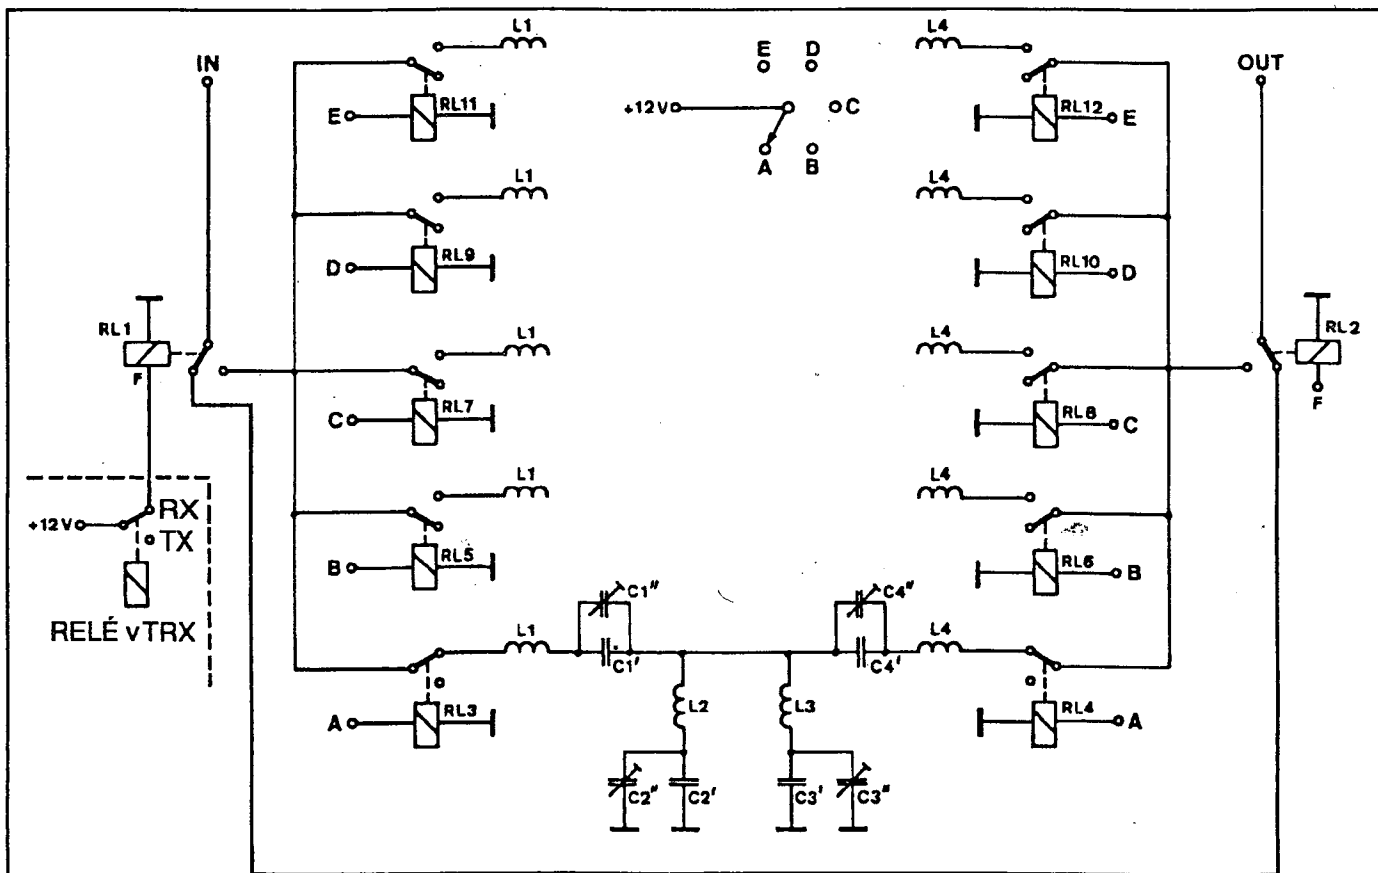 L1
L4
E D
IN
OUT
RL11
+12V
C
RL12
E
E
A B
L1
L4
RL9
RL10
D
D
L1
L4
RL1
RL2
F
F
RL7
RL8
C
C
L1
L4
RX
+12V
TX
RL5
RL6
B
B
C1"
C4"
RELÉ vTRX
L1
L4
C1'
C4'
L2
L3
RL3
RL4
A
A
C2" C2' C3' C3"